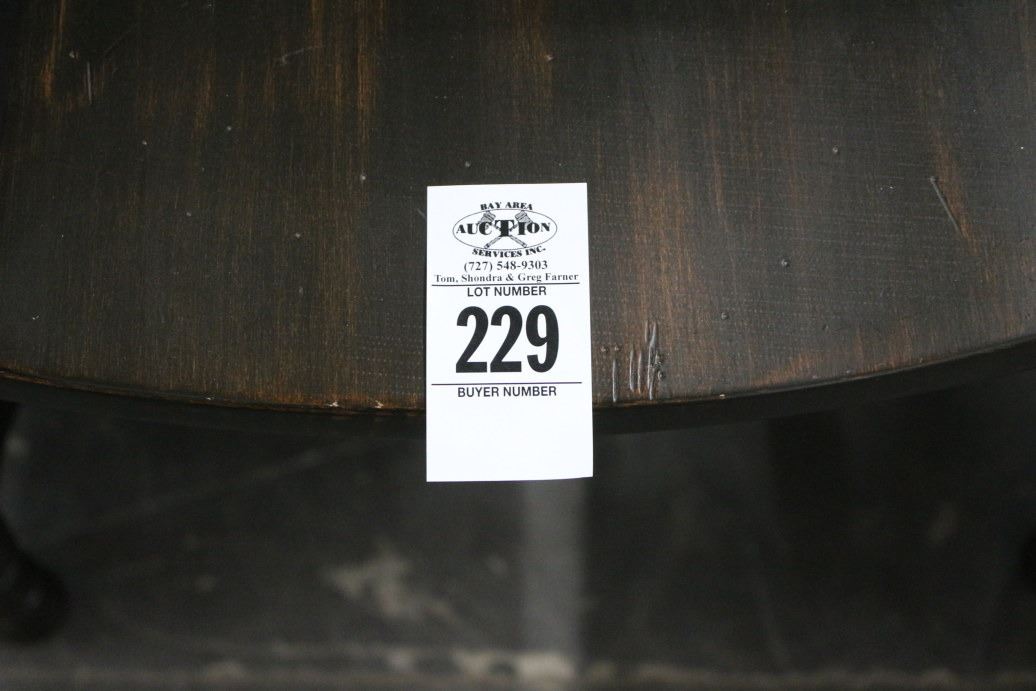 BAY AREA
AUCTION
SERVICES INC.
(727) 548-9303
Tom, Shondra & Greg Farner
LOT NUMBER
229
BUYER NUMBER